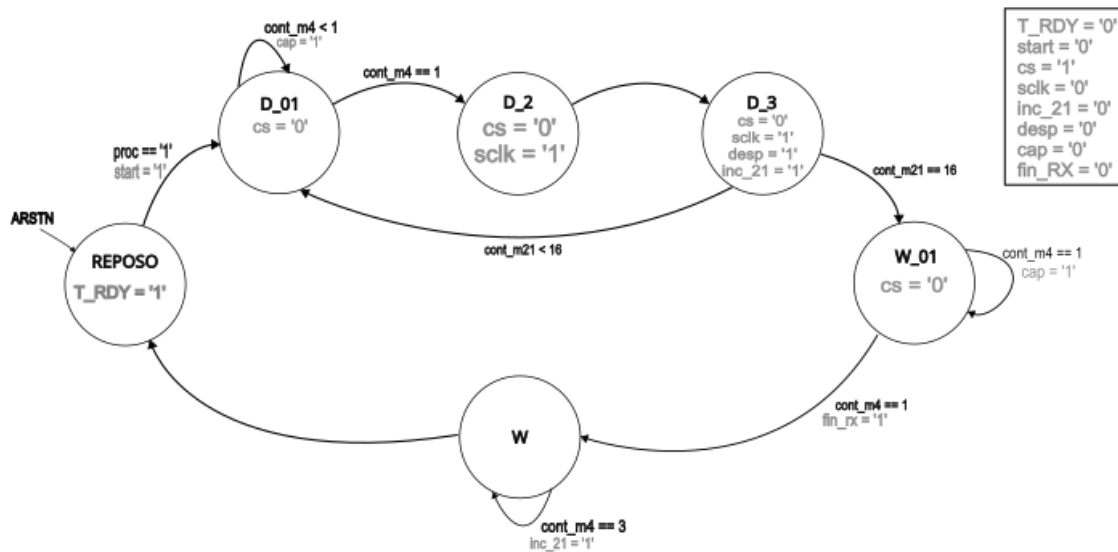 cont_m4 < 1
cap = '1'
cont_m4 == 1
D_01
cs = '0'
D_2
cs = '0'
sclk = '1'
D_3
cs = '0'
sclk = '1'
desp = '1'
inc_21 = '1'
T_RDY = '0'
start = '0'
cs = '1'
sclk = '0'
inc_21 = '0'
desp = '0'
cap = '0'
fin_RX = '0'
proc == '1'
start = '1'
cont_m21 == 16
ARSTN
cont_m21 < 16
REPOSO
T_RDY = '1'
W_01
cs = '0'
cont_m4 == 1
cap = '1'
cont_m4 == 1
fin_rx = '1'
W
cont_m4 == 3
inc_21 = '1'